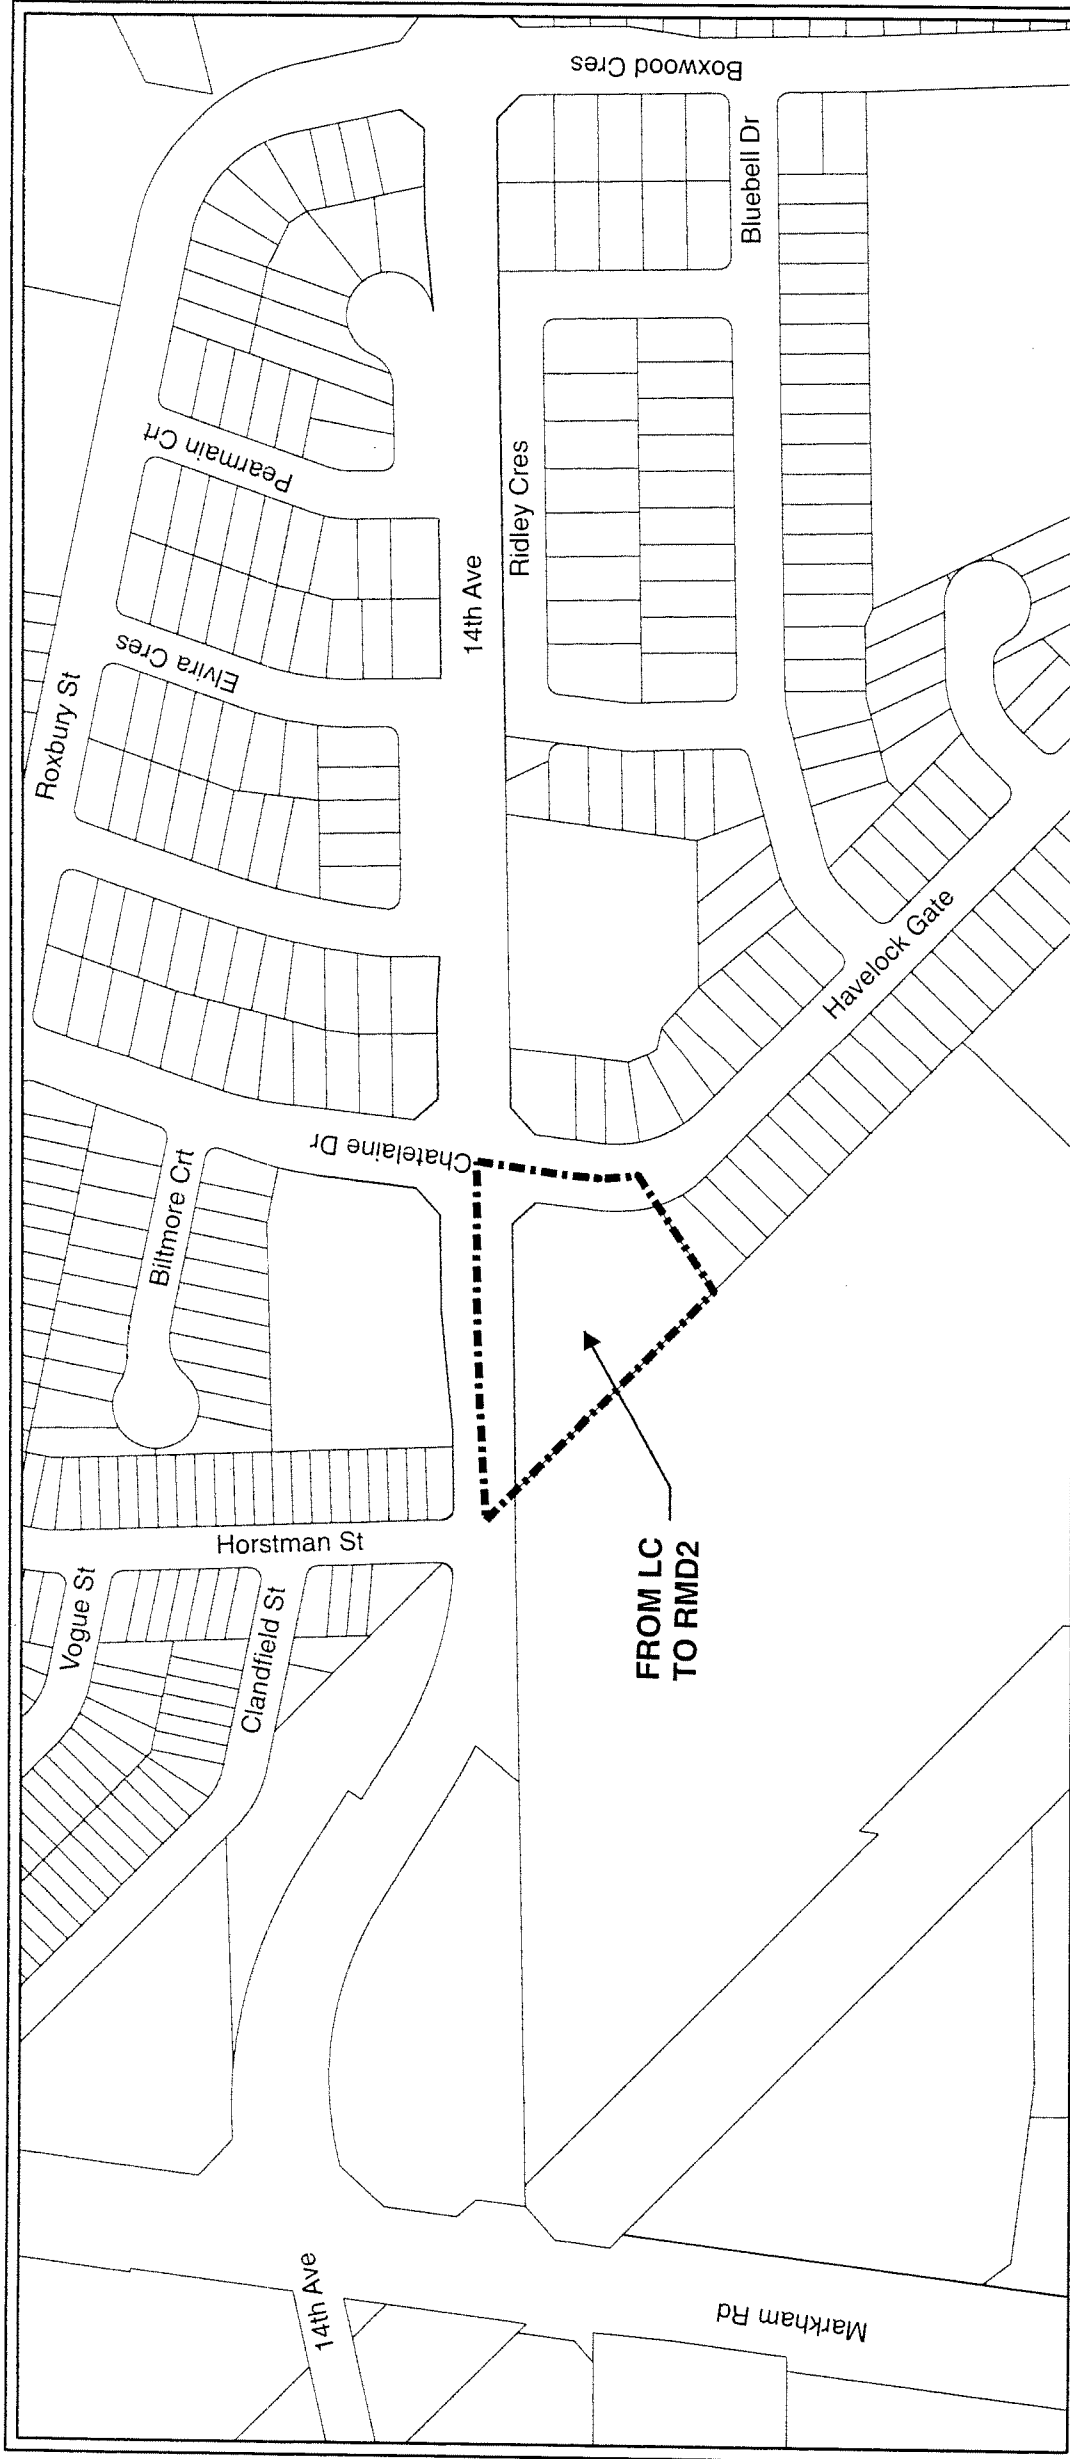 Boxwood Cres
Bluebell Dr
Pearmain Crt
Ridley Cres
14th Ave
Elvira Cres
Roxbury St
Havelock Gate
Chatelaine Dr
Biltmore Crt
Horstman St
Vogue St
Clandfield St
FROM LC
TO RMD2
14th Ave
Markham Rd